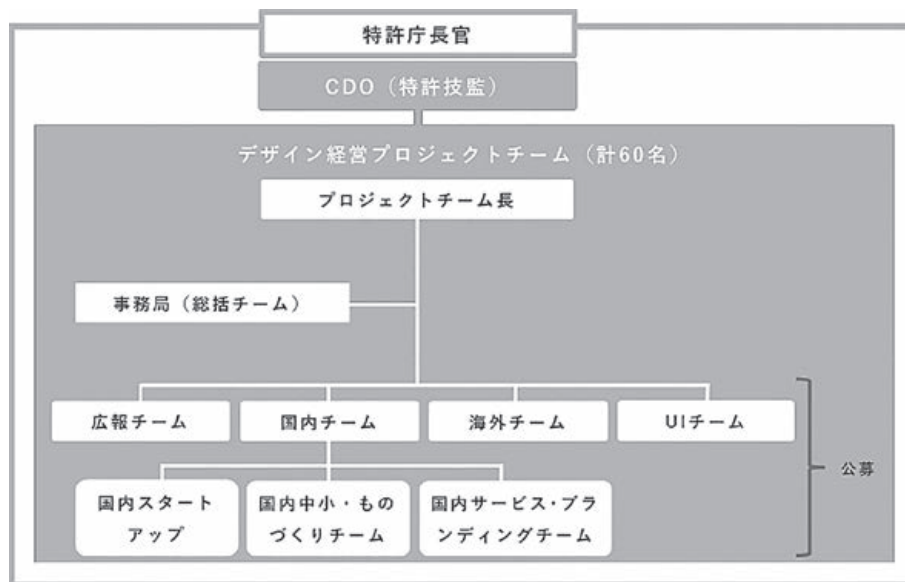 特許庁長官
CDO（特許技監）
デザイン経営プロジェクトチーム（計60名）
プロジェクトチーム長
事務局（総括チーム）
広報チーム
国内チーム
海外チーム
UIチーム
公募
国内スタート
アップ
国内中小・もの
づくりチーム
国内サービス・ブラ
ンディングチーム